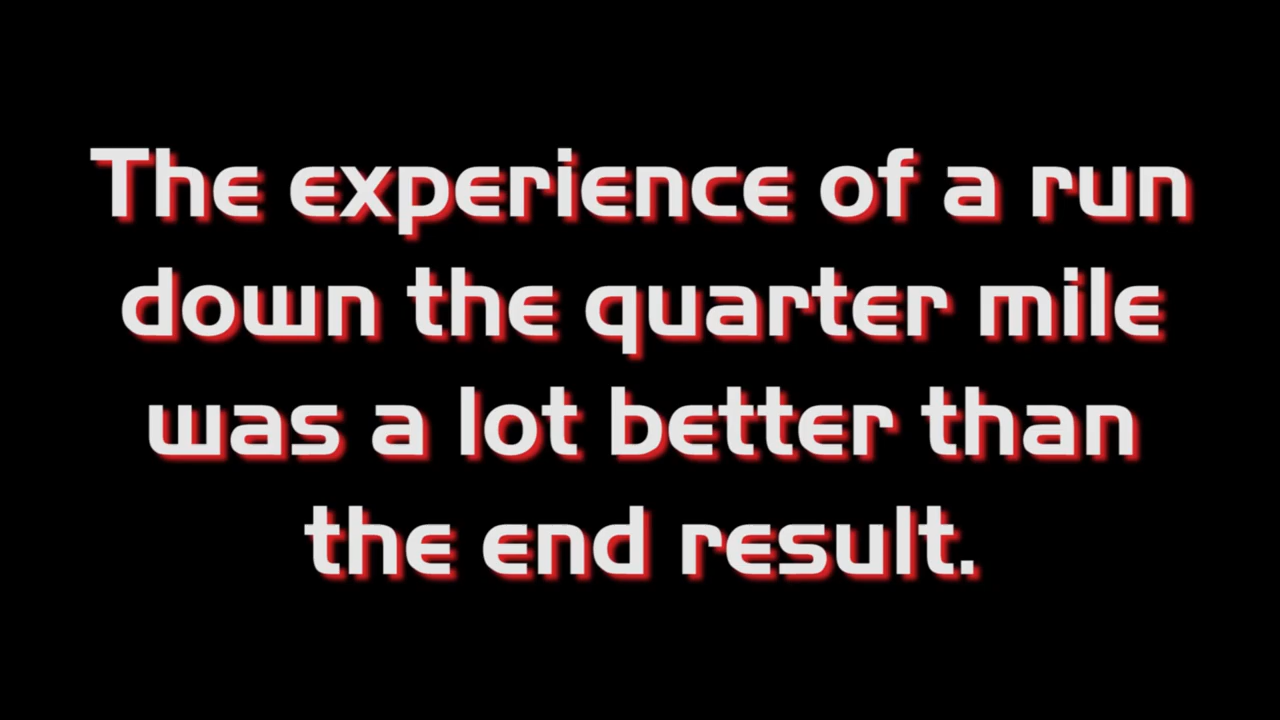 The experience of a run
down the quarter mile
was a lot better than
the end result.